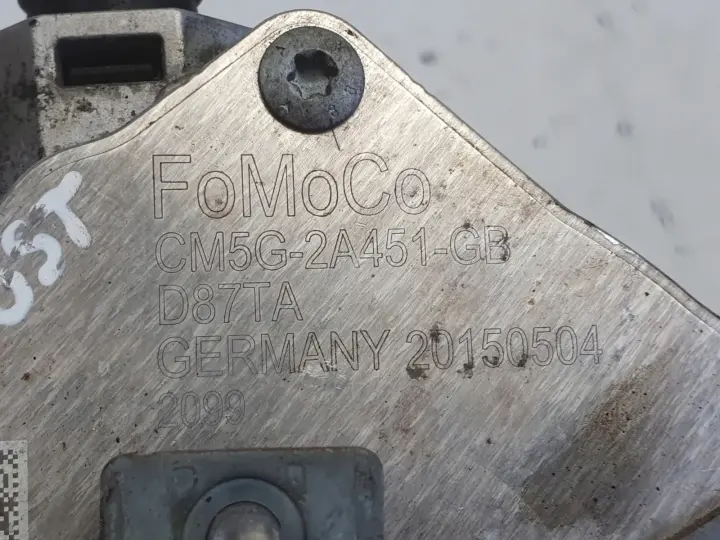 FoMoCo
CM5G-2A451-GB
D87TA
GERMANY 20150504
2099